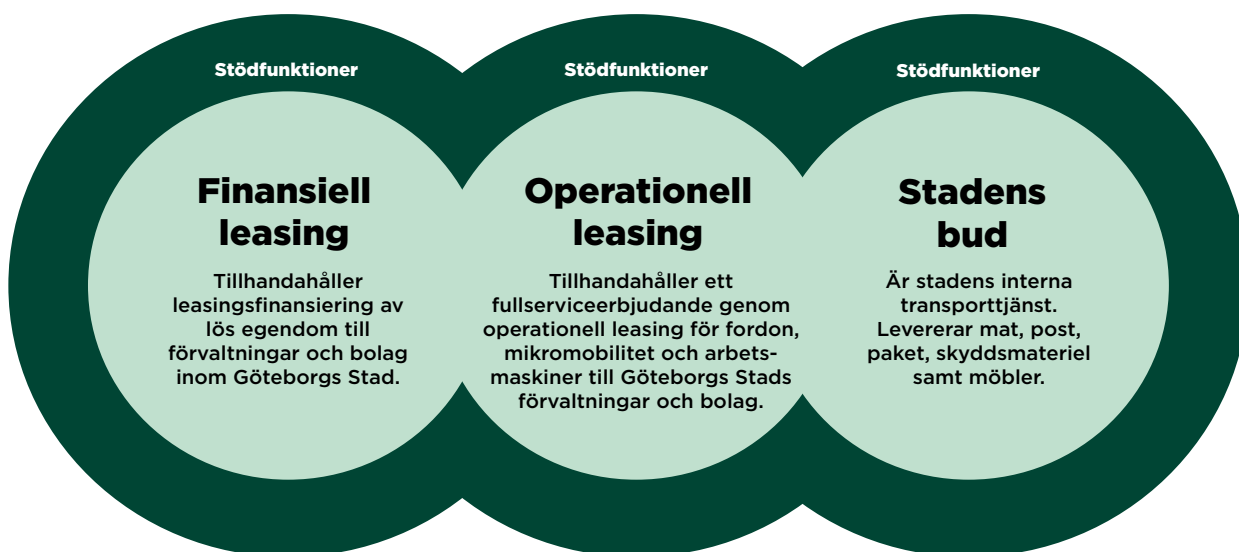 Stödfunktioner
Finansiell
leasing
Tillhandahåller
leasingsfinansiering av
lös egendom till
förvaltningar och bolag
inom Göteborgs Stad.
Stödfunktioner
Operationell
leasing
Tillhandahåller ett
fullserviceerbjudande genom
operationell leasing för fordon,
mikromobilitet och arbets-
maskiner till Göteborgs Stads
förvaltningar och bolag.
Stödfunktioner
Stadens
bud
Är stadens interna
transporttjänst.
Levererar mat, post,
paket, skyddsmateriel
samt möbler.